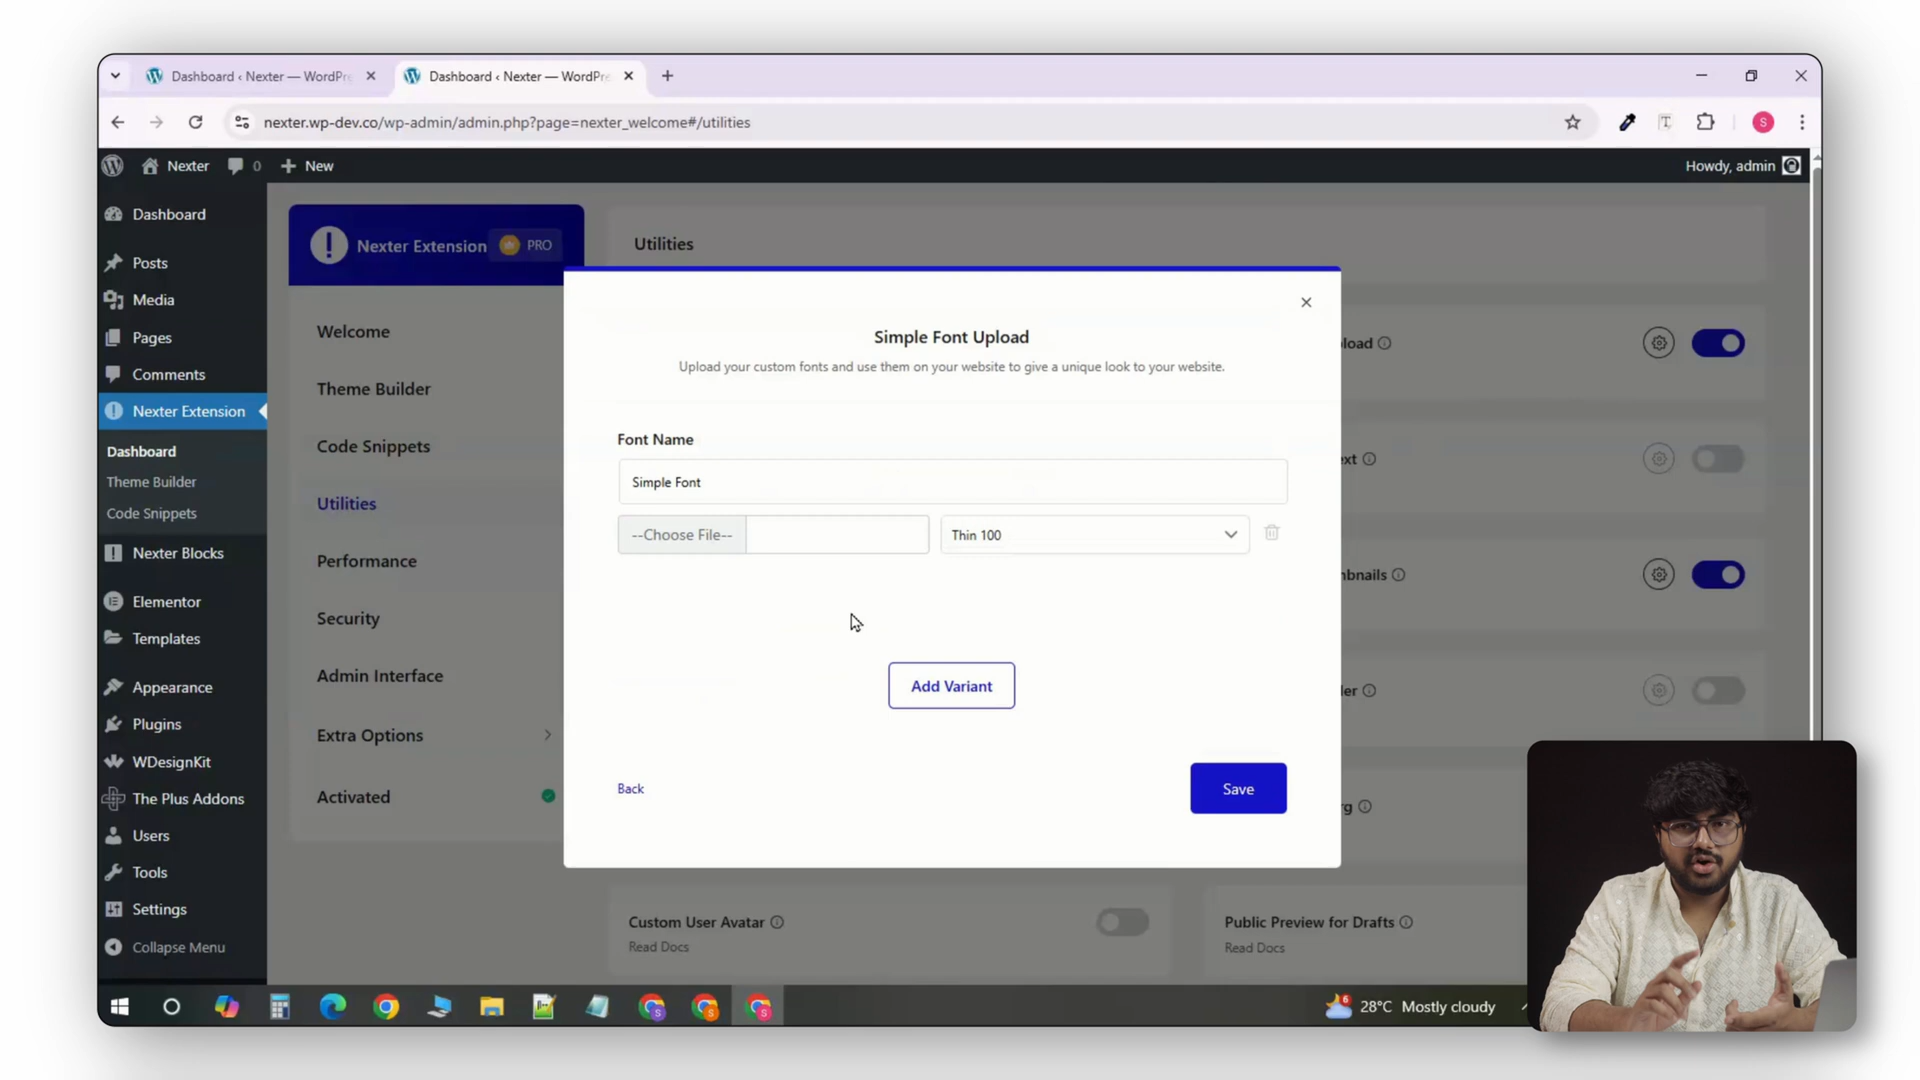 Dashboard ‹ Nexter — WordPre
Dashboard ‹ Nexter — WordPre
nexter.wp-dev.co/wp-admin/admin.php?page=nexter_welcome#/utilities
S
Nexter
0
New
Howdy, admin
Dashboard
Posts
Media
Pages
Comments
Nexter Extension
Dashboard
Theme Builder
Code Snippets
Nexter Blocks
Elementor
Templates
Appearance
Plugins
WDesignKit
The Plus Addons
Users
Tools
Settings
Collapse Menu
Nexter Extension
PRO
Welcome
Theme Builder
Code Snippets
Utilities
Performance
Security
Admin Interface
Extra Options
Activated
Utilities
Simple Font Upload
Upload your custom fonts and use them on your website to give a unique look to your website.
Font Name
Simple Font
--Choose File--
Thin 100
Add Variant
Back
Save
load
xt
bnails
er
g
Custom User Avatar
Read Docs
Public Preview for Drafts
Read Docs
S
S
S
6
28°C Mostly cloudy